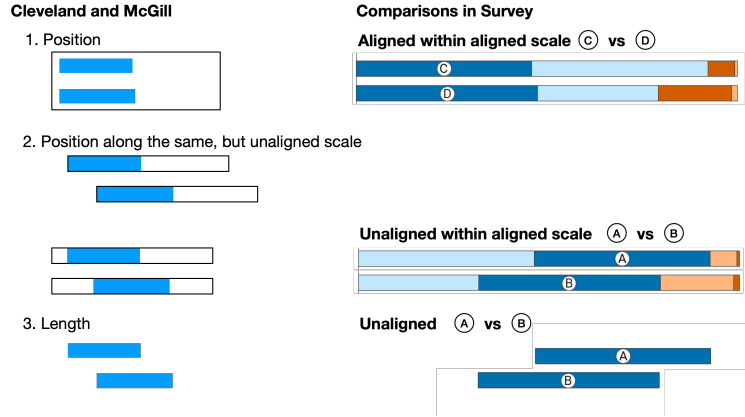 Cleveland and McGill
1. Position
2. Position along the same, but unaligned scale
3. Length
Comparisons in Survey
Aligned within aligned scale C vs D
C
D
Unaligned within aligned scale A vs B
A
B
Unaligned A vs B
A
B